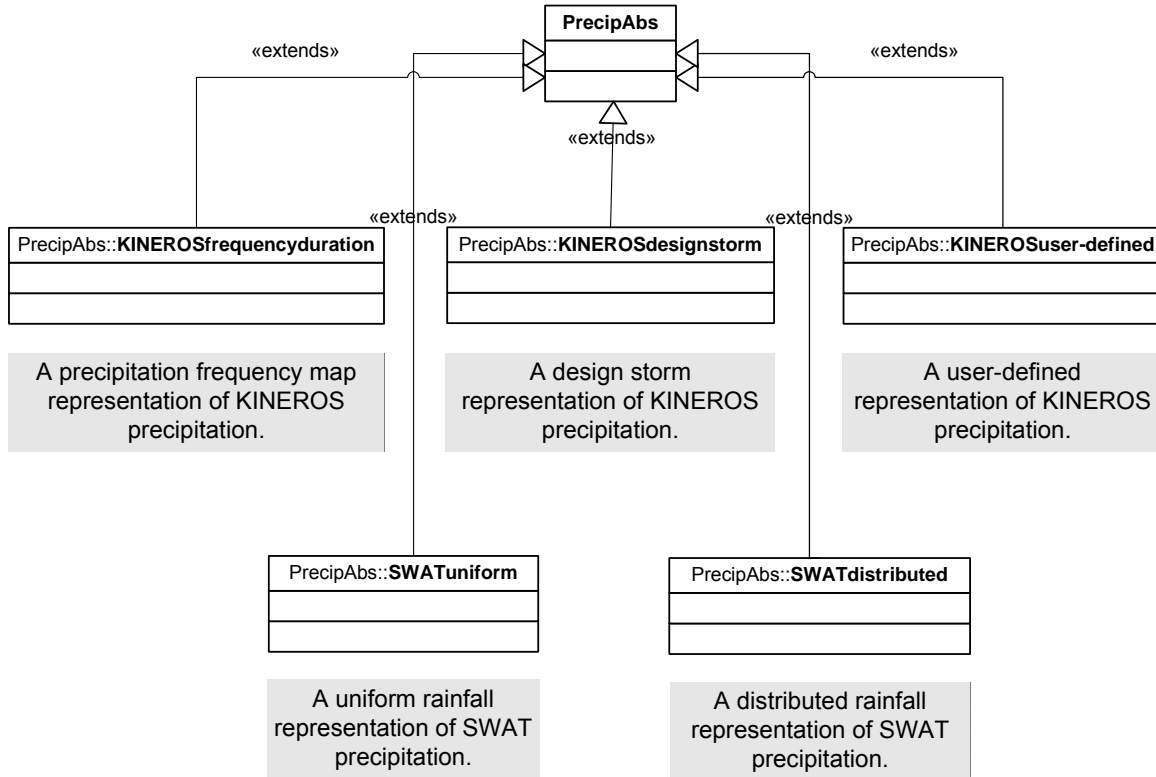 PrecipAbs
«extends»
«extends»
«extends»
«extends»
«extends»
PrecipAbs::KINEROSfrequencyduration
PrecipAbs::KINEROSdesignstorm
PrecipAbs::KINEROSuser-defined
A precipitation frequency map
representation of KINEROS
precipitation.
A design storm
representation of KINEROS
precipitation.
A user-defined
representation of KINEROS
precipitation.
PrecipAbs::SWATuniform
PrecipAbs::SWATdistributed
A uniform rainfall
representation of SWAT
precipitation.
A distributed rainfall
representation of SWAT
precipitation.